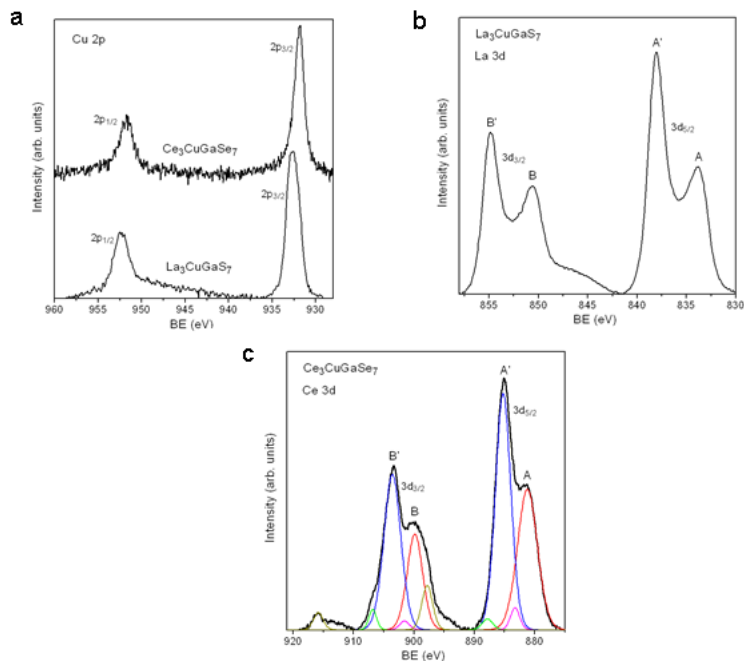 a
Cu 2p
2p3/2
2p1/2
Ce3CuGaSe7
2p3/2
2p1/2
La3CuGaS7
Intensity (arb. units)
960 955 950 945 940 935 930
BE (eV)
b
La3CuGaS7
La 3d
A'
B'
3d5/2
3d3/2
A
B
Intensity (arb. units)
855 850 845 840 835 830
BE (eV)
c
Ce3CuGaSe7
Ce 3d
A'
3d5/2
B'
3d3/2
A
B
Intensity (arb. units)
920 910 900 890 880
BE (eV)